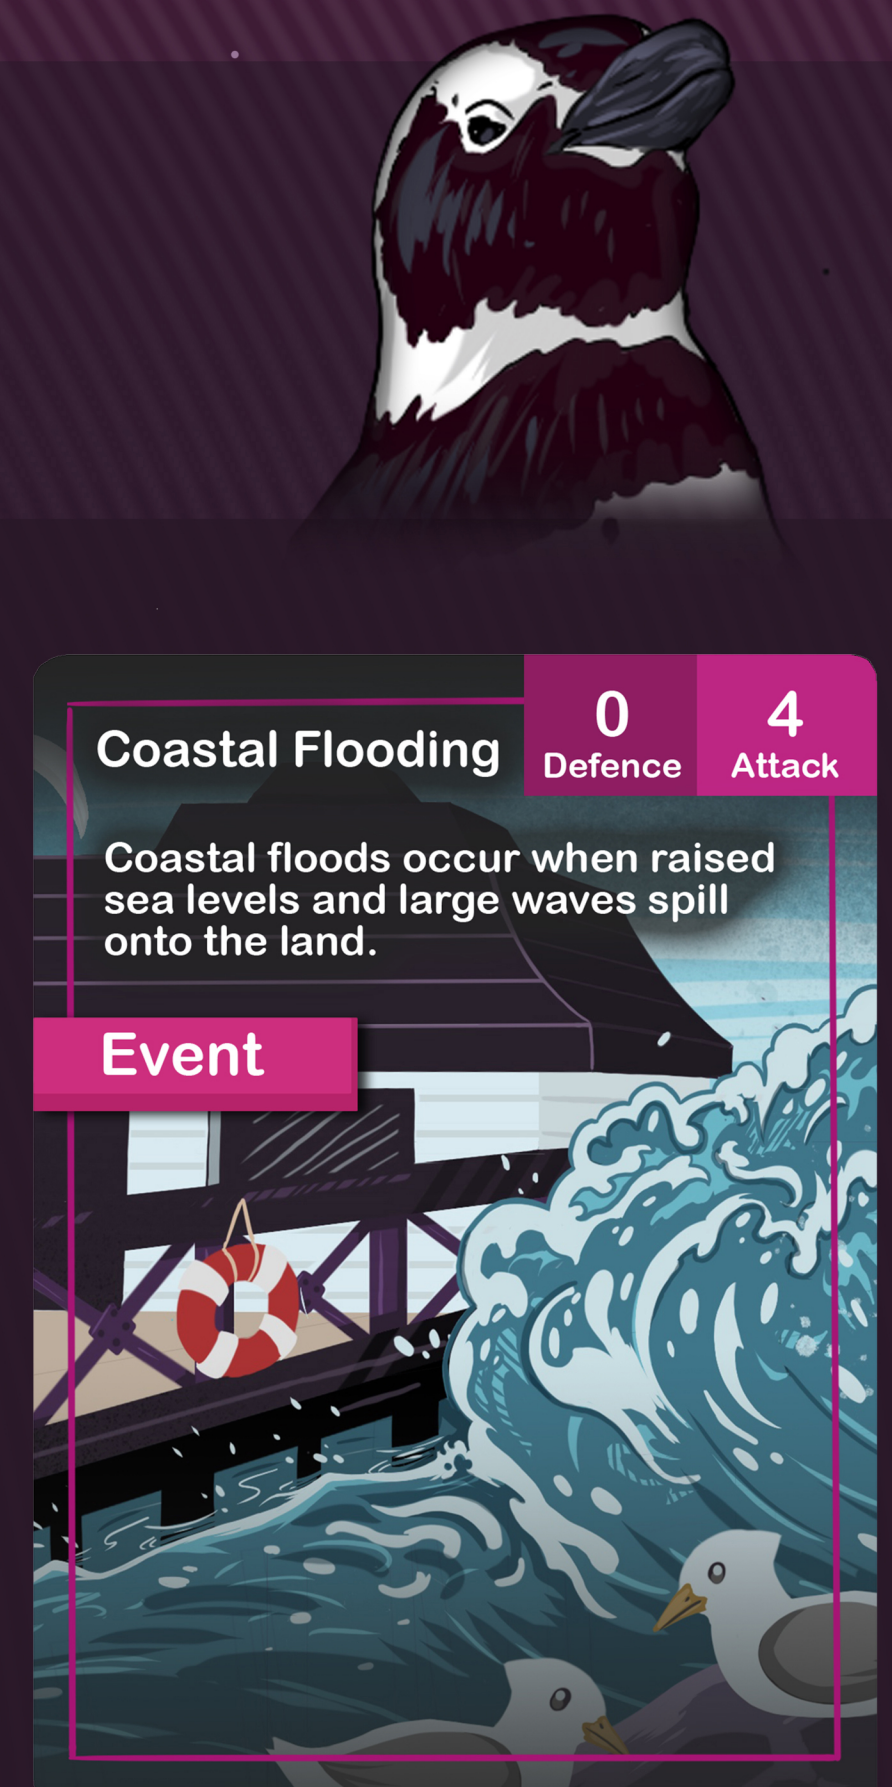 Coastal Flooding
0
Defence
4
Attack
Coastal floods occur when raised
sea levels and large waves spill
onto the land.
Event